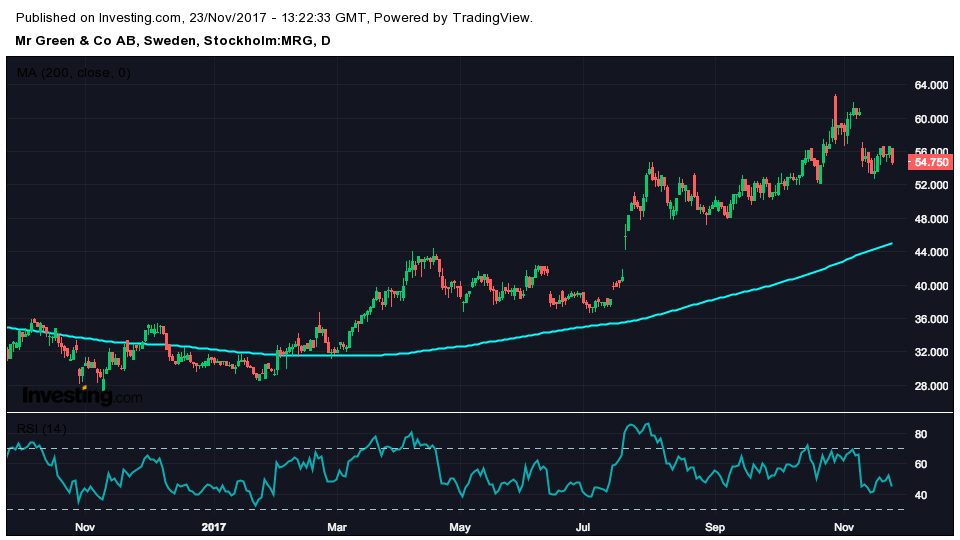 Published on Investing.com, 23/Nov/2017 - 13:22:33 GMT, Powered by TradingView.
Mr Green & Co AB, Sweden, Stockholm:MRG, D
MA (200, close, 0)
64.000
60.000
56.000
54.750
52.000
48.000
44.000
40.000
36.000
32.000
28.000
Investing.com
RSI (14)
80
60
40
Nov 2017 Mar May Jul Sep Nov